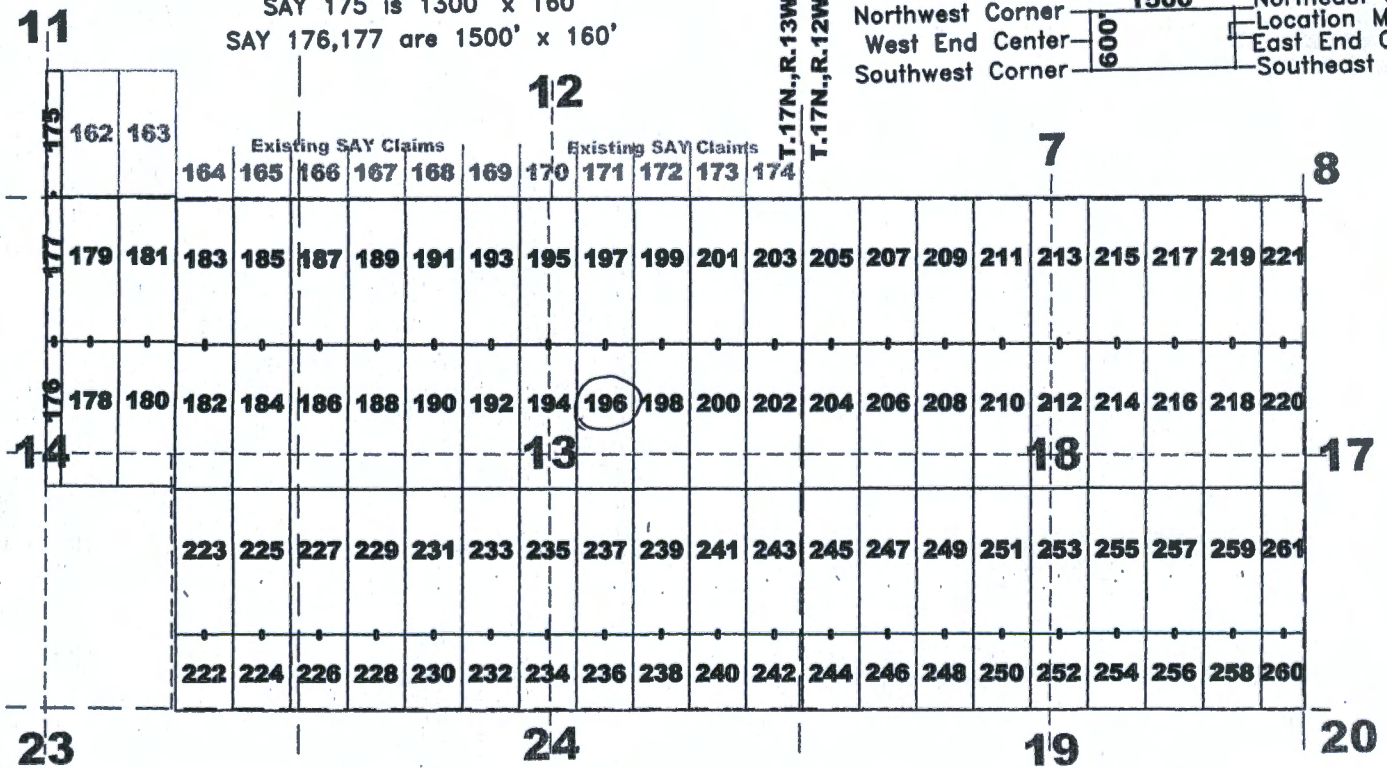 SAY 175 is 1300' x 160'
SAY 176,177 are 1500' x 160'
11
12
T.17N.,R.13W
T.17N.,R.12W
1500'
600'
Northwest Corner
West End Center
Southwest Corner
Location M
East End C
Southeast
7
8
175 162 163
Existing SAY Claims Existing SAY Claims
164 165 166 167 168 169 170 171 172 173 174
177 179 181 183 185 187 189 191 193 195 197 199 201 203 205 207 209 211 213 215 217 219 221
176 178 180 182 184 186 188 190 192 194 196 198 200 202 204 206 208 210 212 214 216 218 220
14 13 18 17
223 225 227 229 231 233 235 237 239 241 243 245 247 249 251 253 255 257 259 261
222 224 226 228 230 232 234 236 238 240 242 244 246 248 250 252 254 256 258 260
23 24 19 20